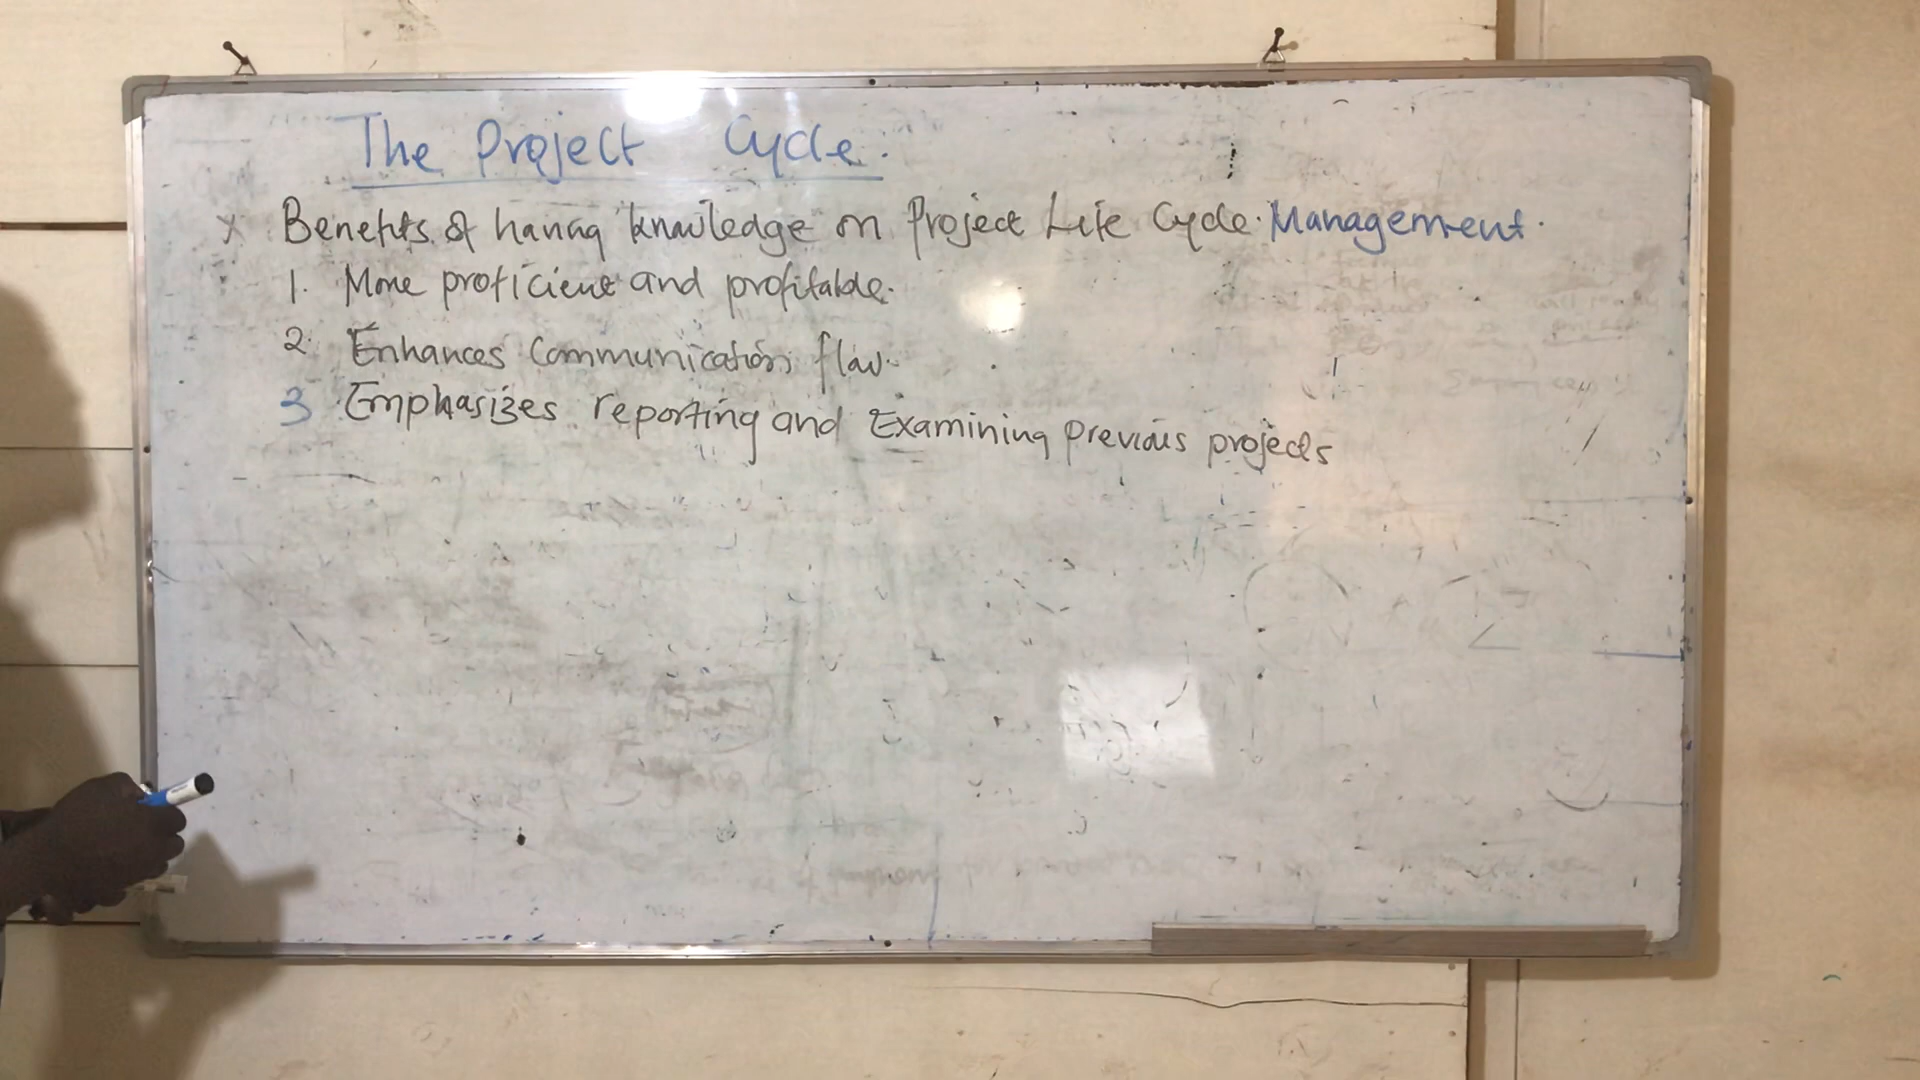 The Project Cycle.
x Benefits of having knowledge on Project Life Cycle Management.
1. More proficient and profitable.
2. Enhances Communication flow.
3 Emphasizes reporting and Examining previous projects